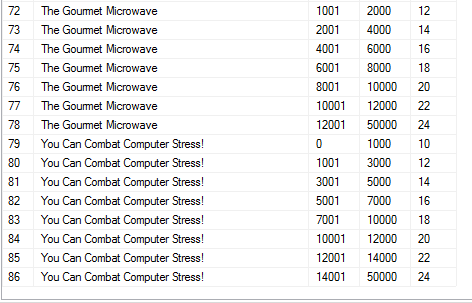 72 The Gourmet Microwave 1001 2000 12
73 The Gourmet Microwave 2001 4000 14
74 The Gourmet Microwave 4001 6000 16
75 The Gourmet Microwave 6001 8000 18
76 The Gourmet Microwave 8001 10000 20
77 The Gourmet Microwave 10001 12000 22
78 The Gourmet Microwave 12001 50000 24
79 You Can Combat Computer Stress! 0 1000 10
80 You Can Combat Computer Stress! 1001 3000 12
81 You Can Combat Computer Stress! 3001 5000 14
82 You Can Combat Computer Stress! 5001 7000 16
83 You Can Combat Computer Stress! 7001 10000 18
84 You Can Combat Computer Stress! 10001 12000 20
85 You Can Combat Computer Stress! 12001 14000 22
86 You Can Combat Computer Stress! 14001 50000 24